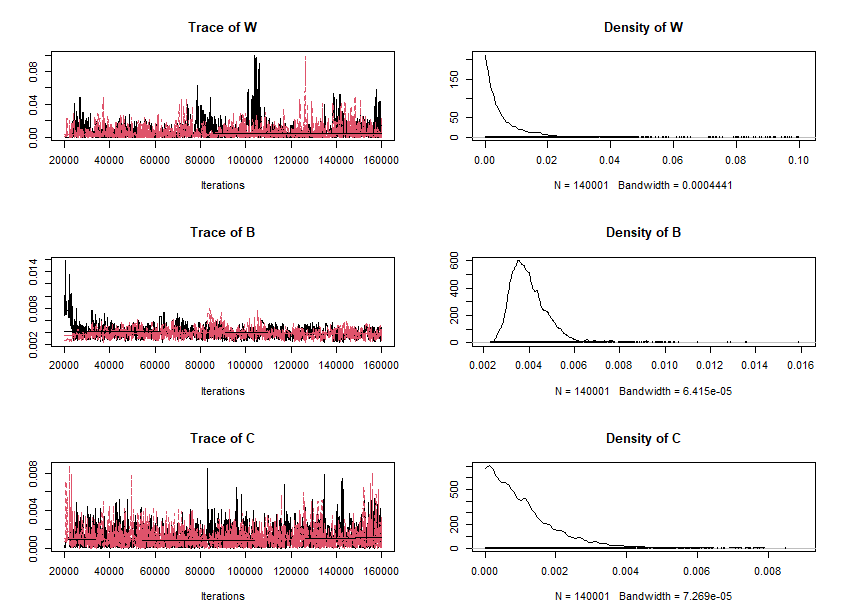 Trace of W
0.00 0.04 0.08
20000 40000 60000 80000 100000 120000 140000 160000
Iterations
Density of W
0 50 150
0.00 0.02 0.04 0.06 0.08 0.10
N = 140001 Bandwidth = 0.0004441
Trace of B
0.002 0.008 0.014
20000 40000 60000 80000 100000 120000 140000 160000
Iterations
Density of B
0 200 400 600
0.002 0.004 0.006 0.008 0.010 0.012 0.014 0.016
N = 140001 Bandwidth = 6.415e-05
Trace of C
0.000 0.004 0.008
20000 40000 60000 80000 100000 120000 140000 160000
Iterations
Density of C
0 200 500
0.000 0.002 0.004 0.006 0.008
N = 140001 Bandwidth = 7.269e-05